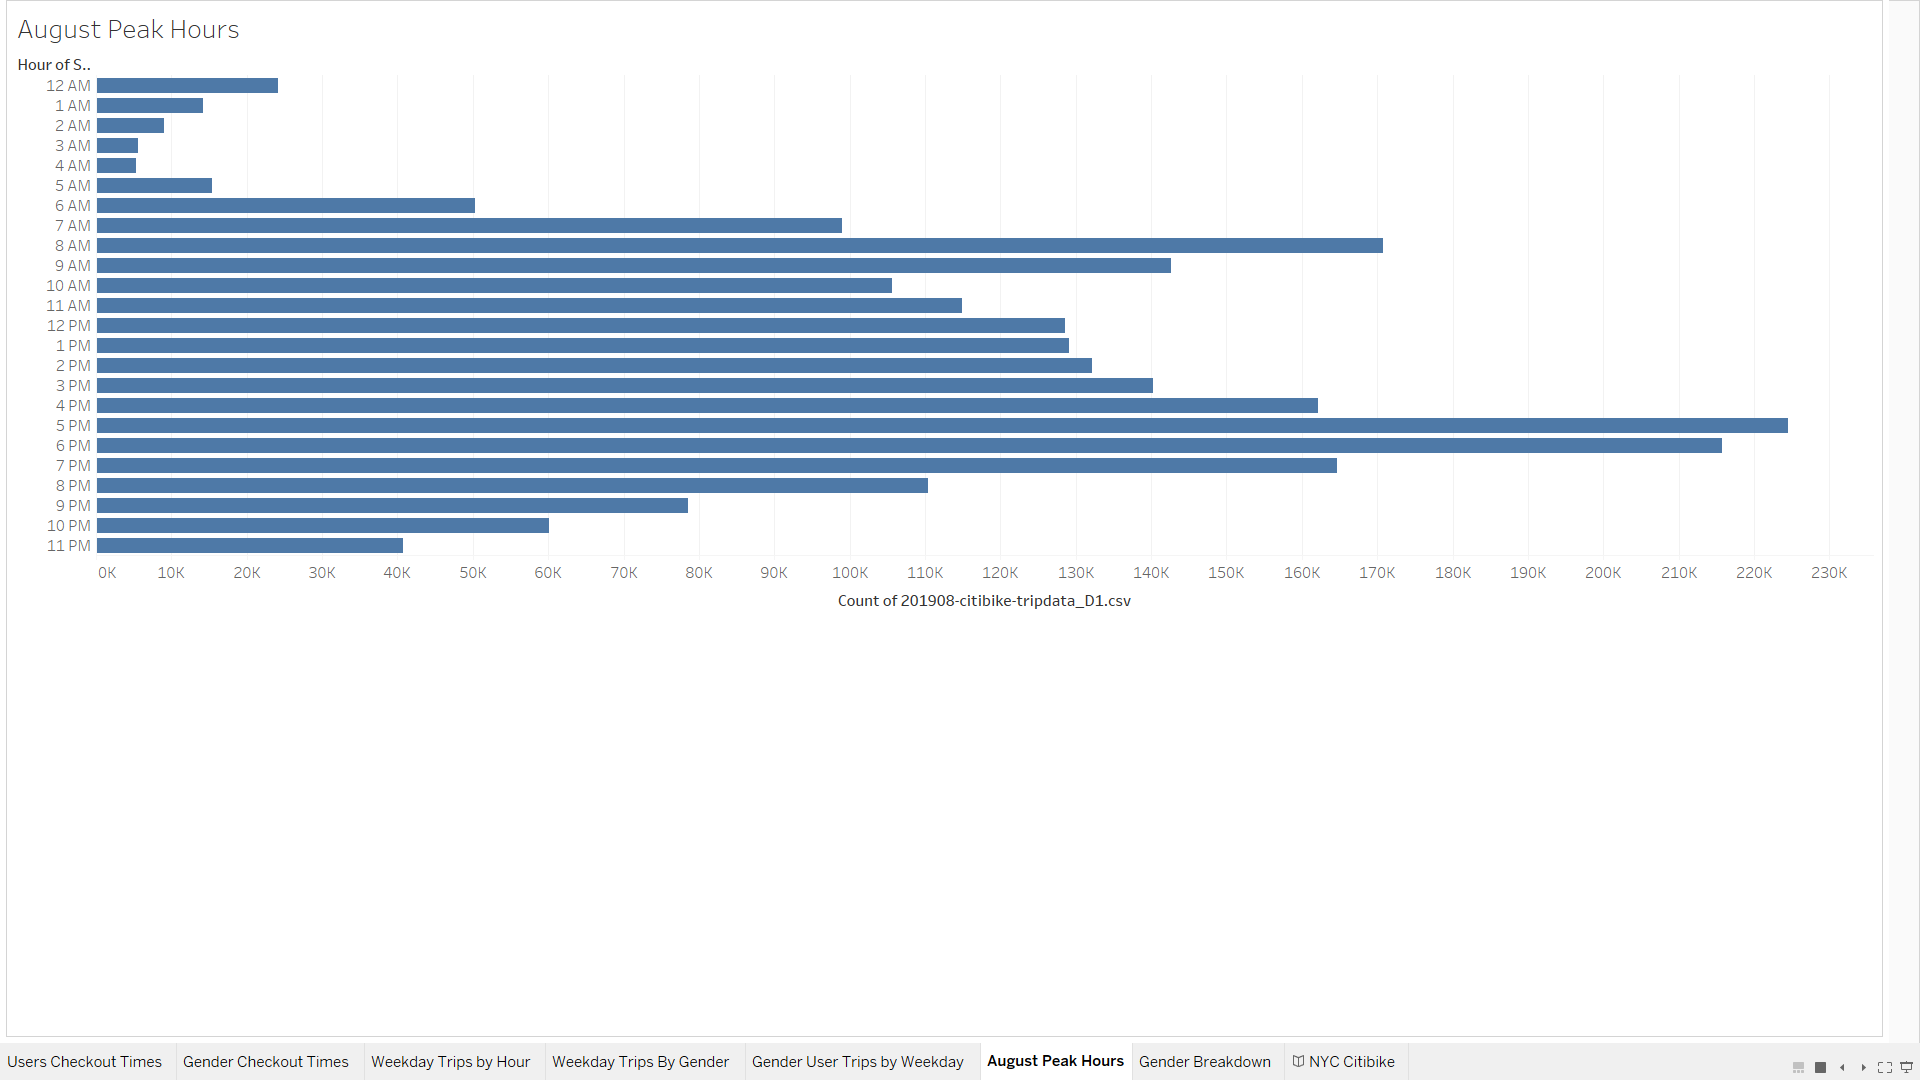 August Peak Hours
Hour of S..
12 AM
1 AM
2 AM
3 AM
4 AM
5 AM
6 AM
7 AM
8 AM
9 AM
10 AM
11 AM
12 PM
1 PM
2 PM
3 PM
4 PM
5 PM
6 PM
7 PM
8 PM
9 PM
10 PM
11 PM
0K 10K 20K 30K 40K 50K 60K 70K 80K 90K 100K 110K 120K 130K 140K 150K 160K 170K 180K 190K 200K 210K 220K 230K
Count of 201908-citibike-tripdata_D1.csv
Users Checkout Times Gender Checkout Times Weekday Trips by Hour Weekday Trips By Gender Gender User Trips by Weekday August Peak Hours Gender Breakdown NYC Citibike